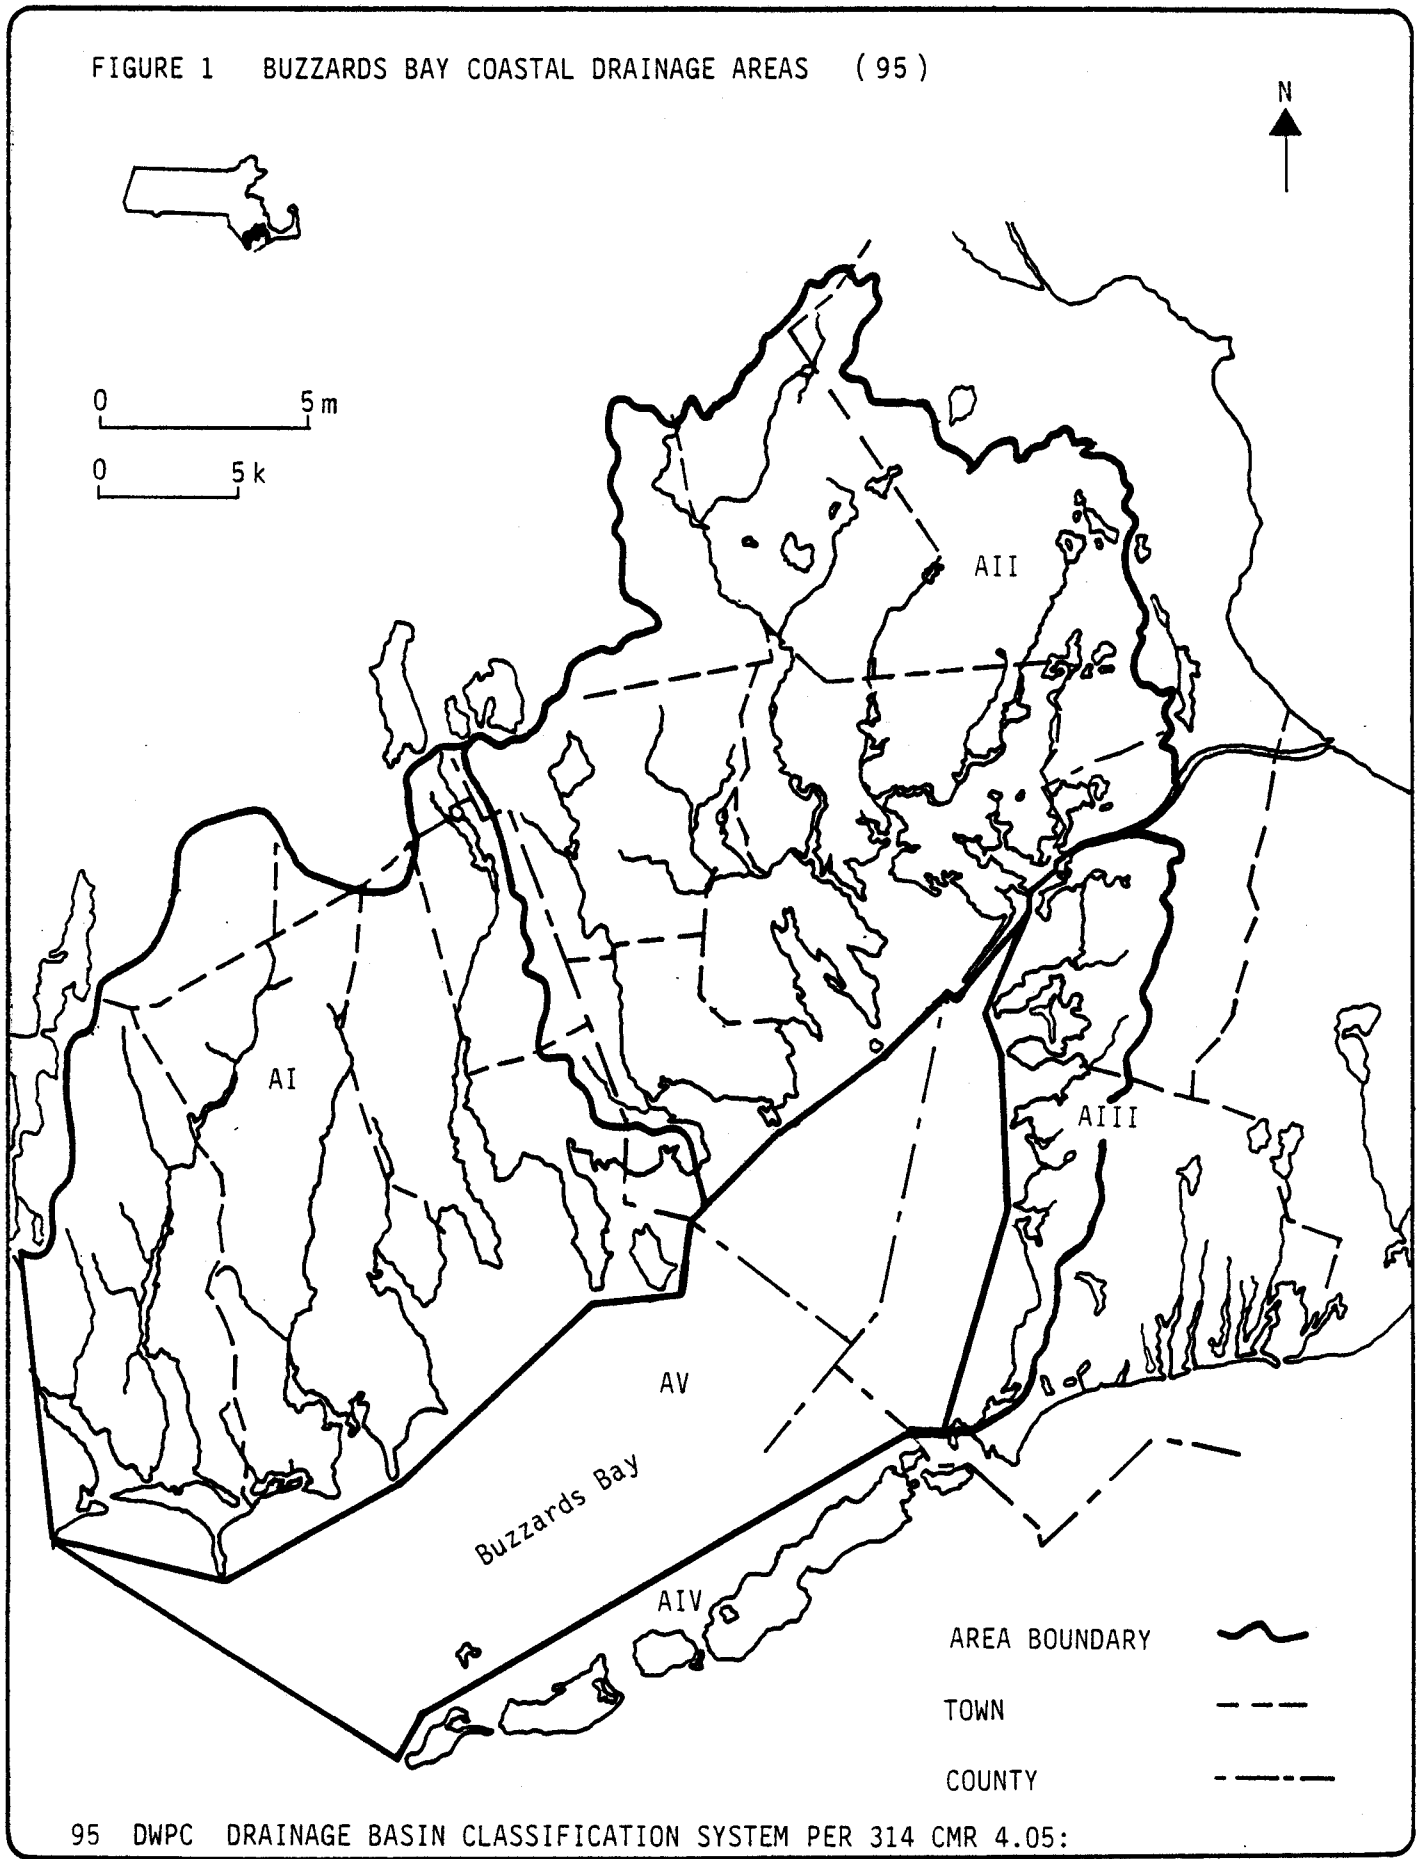 FIGURE 1 BUZZARDS BAY COASTAL DRAINAGE AREAS (95)
N
0 5m
0 5k
AII
AI
AIII
AV
Buzzards Bay
AIV
AREA BOUNDARY
TOWN
COUNTY
95 DWPC DRAINAGE BASIN CLASSIFICATION SYSTEM PER 314 CMR 4.05: